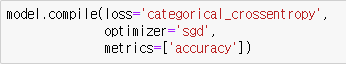 model.compile(loss='categorical_crossentropy',
              optimizer='sgd',
              metrics=['accuracy'])